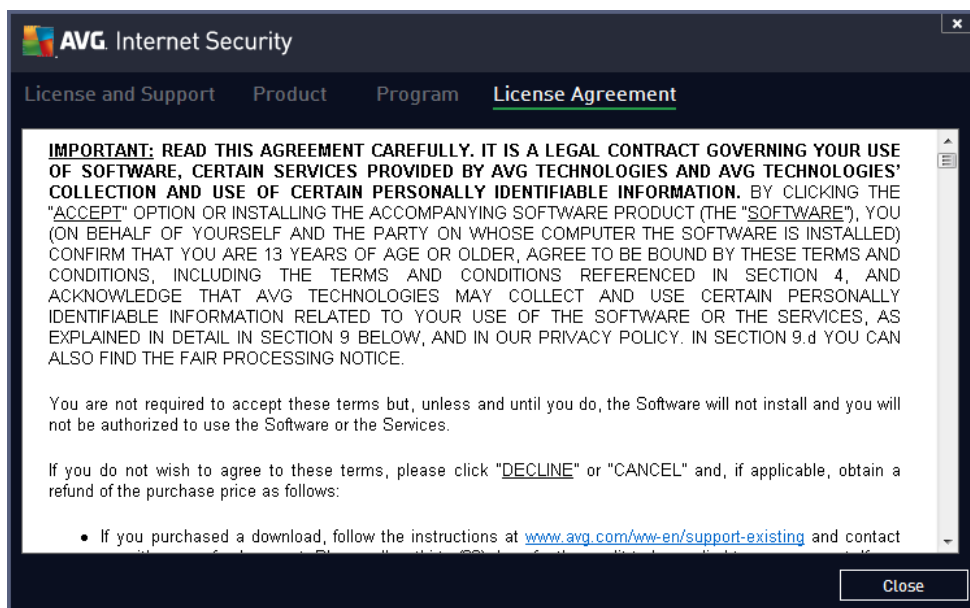 AVG. Internet Security
License and Support Product Program License Agreement
IMPORTANT: READ THIS AGREEMENT CAREFULLY. IT IS A LEGAL CONTRACT GOVERNING YOUR USE
OF SOFTWARE, CERTAIN SERVICES PROVIDED BY AVG TECHNOLOGIES AND AVG TECHNOLOGIES'
COLLECTION AND USE OF CERTAIN PERSONALLY IDENTIFIABLE INFORMATION. BY CLICKING THE
"ACCEPT" OPTION OR INSTALLING THE ACCOMPANYING SOFTWARE PRODUCT (THE "SOFTWARE"), YOU
(ON BEHALF OF YOURSELF AND THE PARTY ON WHOSE COMPUTER THE SOFTWARE IS INSTALLED)
CONFIRM THAT YOU ARE 13 YEARS OF AGE OR OLDER, AGREE TO BE BOUND BY THESE TERMS AND
CONDITIONS, INCLUDING THE TERMS AND CONDITIONS REFERENCED IN SECTION 4, AND
ACKNOWLEDGE THAT AVG TECHNOLOGIES MAY COLLECT AND USE CERTAIN PERSONALLY
IDENTIFIABLE INFORMATION RELATED TO YOUR USE OF THE SOFTWARE OR THE SERVICES, AS
EXPLAINED IN DETAIL IN SECTION 9 BELOW, AND IN OUR PRIVACY POLICY. IN SECTION 9.d YOU CAN
ALSO FIND THE FAIR PROCESSING NOTICE.
You are not required to accept these terms but, unless and until you do, the Software will not install and you will
not be authorized to use the Software or the Services.
If you do not wish to agree to these terms, please click "DECLINE" or "CANCEL" and, if applicable, obtain a
refund of the purchase price as follows:
• If you purchased a download, follow the instructions at www.avg.com/ww-en/support-existing and contact
Close